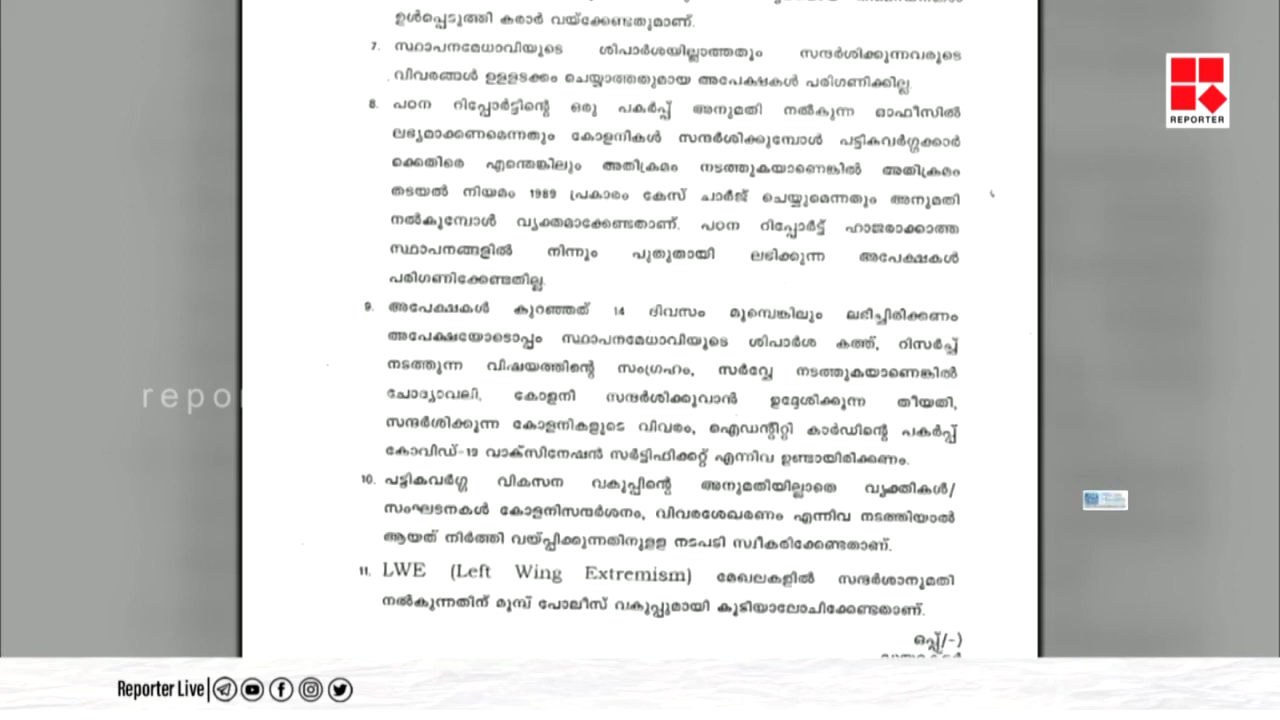 ഉൾപ്പെടുത്തി കരാർ വയ്ക്കേണ്ടതുമാണ്.
7. സ്ഥാപനമേധാവിയുടെ ശിപാർശയില്ലാത്തതും സന്ദർശിക്കുന്നവരുടെ
വിവരങ്ങൾ ഉള്ളടക്കം ചെയ്യാത്തതുമായ അപേക്ഷകൾ പരിഗണിക്കില്ല.
8. പഠന റിപ്പോർട്ടിന്റെ ഒരു പകർപ്പ് അനുമതി നൽകുന്ന ഓഫീസിൽ
ലഭ്യമാക്കണമെന്നതും കോളനികൾ സന്ദർശിക്കുമ്പോൾ പട്ടികവർഗ്ഗക്കാർ
ക്കെതിരെ എന്തെങ്കിലും അതിക്രമം നടത്തുകയാണെങ്കിൽ അതിക്രമം
തടയൽ നിയമം 1989 പ്രകാരം കേസ് ചാർജ് ചെയ്യുമെന്നതും അനുമതി
നൽകുമ്പോൾ വ്യക്തമാക്കേണ്ടതാണ്. പഠന റിപ്പോർട്ട് ഹാജരാക്കാത്ത
സ്ഥാപനങ്ങളിൽ നിന്നും പുതുതായി ലഭിക്കുന്ന അപേക്ഷകൾ
പരിഗണിക്കേണ്ടതില്ല.
9. അപേക്ഷകൾ കുറഞ്ഞത് 14 ദിവസം മുമ്പെങ്കിലും ലഭിച്ചിരിക്കണം
അപേക്ഷയോടൊപ്പം സ്ഥാപനമേധാവിയുടെ ശിപാർശ കത്ത്, റിസർച്ച്
നടത്തുന്ന വിഷയത്തിന്റെ സംഗ്രഹം, സർവ്വേ നടത്തുകയാണെങ്കിൽ
ചോദ്യാവലി, കോളനി സന്ദർശിക്കുവാൻ ഉദ്ദേശിക്കുന്ന തീയതി,
സന്ദർശിക്കുന്ന കോളനികളുടെ വിവരം, ഐഡന്റിറ്റി കാർഡിന്റെ പകർപ്പ്
കോവിഡ്-19 വാക്സിനേഷൻ സർട്ടിഫിക്കറ്റ് എന്നിവ ഉണ്ടായിരിക്കണം.
10. പട്ടികവർഗ്ഗ വികസന വകുപ്പിന്റെ അനുമതിയില്ലാതെ വ്യക്തികൾ/
സംഘടനകൾ കോളനിസന്ദർശനം, വിവരശേഖരണം എന്നിവ നടത്തിയാൽ
ആയത് നിർത്തി വയ്പ്പിക്കുന്നതിനുള്ള നടപടി സ്വീകരിക്കേണ്ടതാണ്.
11. LWE (Left Wing Extremism) മേഖലകളിൽ സന്ദർശാനുമതി
നൽകുന്നതിന് മുമ്പ് പോലീസ് വകുപ്പുമായി കൂടിയാലോചിക്കേണ്ടതാണ്.
ഒപ്പ്/-)
REPORTER
repor
Reporter Live